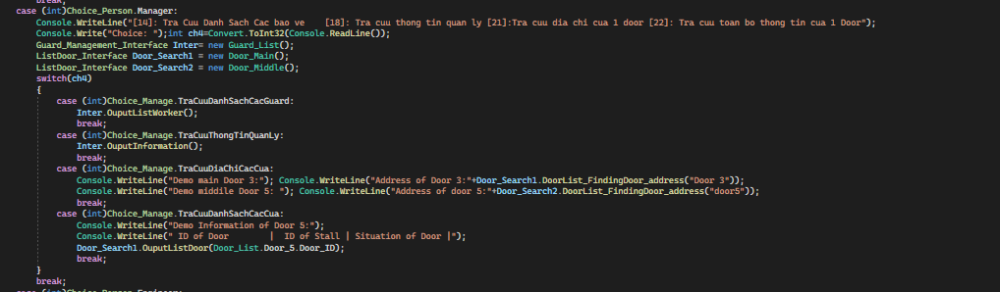 break;
case (int)Choice_Person.Manager:
Console.WriteLine("[14]: Tra Cuu Danh Sach Cac bao ve    [18]: Tra cuu thong tin quan ly [21]:Tra cuu dia chi cua 1 door [22]: Tra cuu toan bo thong tin cua 1 Door");
Console.Write("Choice: ");int ch4=Convert.ToInt32(Console.ReadLine());
Guard_Management_Interface Inter= new Guard_List();
ListDoor_Interface Door_Search1 = new Door_Main();
ListDoor_Interface Door_Search2 = new Door_Middle();
switch(ch4)
{
case (int)Choice_Manage.TraCuuDanhSachCacGuard:
Inter.OuputListWorker();
break;
case (int)Choice_Manage.TraCuuThongTinQuanLy:
Inter.OuputInformation();
break;
case (int)Choice_Manage.TraCuuDiaChiCacCua:
Console.WriteLine("Demo main Door 3:"); Console.WriteLine("Address of Door 3:"+Door_Search1.DoorList_FindingDoor_address("Door 3"));
Console.WriteLine("Demo middile Door 5: "); Console.WriteLine("Address of door 5:"+Door_Search2.DoorList_FindingDoor_address("door5"));
break;
case (int)Choice_Manage.TraCuuDanhSachCacCua:
Console.WriteLine("Demo Information of Door 5:");
Console.WriteLine(" ID of Door       |  ID of Stall | Situation of Door |");
Door_Search1.OuputListDoor(Door_List.Door_5.Door_ID);
break;
}
break;
case (int)Choice_Person.Engineer: